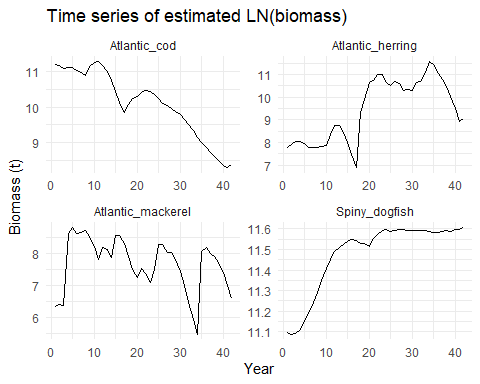 Time series of estimated LN(biomass)
Atlantic_cod
Atlantic_herring
11
10
9
11
10
9
8
7
0 10 20 30 40
0 10 20 30 40
Biomass (t)
Atlantic_mackerel
Spiny_dogfish
8
7
6
11.6
11.5
11.4
11.3
11.2
11.1
0 10 20 30 40
0 10 20 30 40
Year